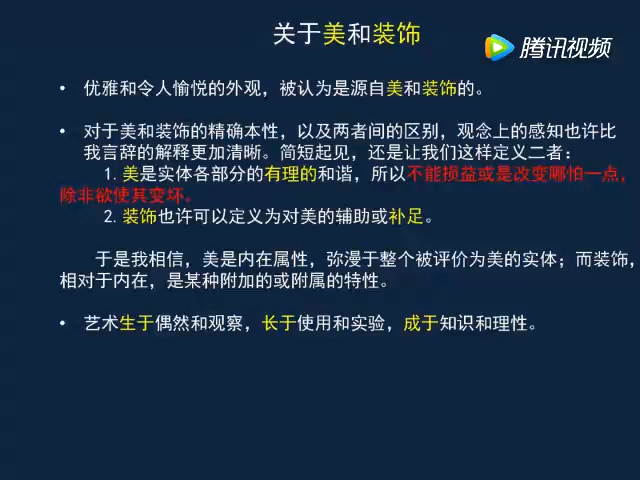 关于美和装饰
腾讯视频
• 优雅和令人愉悦的外观，被认为是源自美和装饰的。
• 对于美和装饰的精确本性，以及两者间的区别，观念上的感知也许比
我言辞的解释更加清晰。简短起见，还是让我们这样定义二者：
1.美是实体各部分的有理的和谐，所以不能损益或是改变哪怕一点，
除非欲使其变坏。
2.装饰也许可以定义为对美的辅助或补足。
于是我相信，美是内在属性，弥漫于整个被评价为美的实体；而装饰，
相对于内在，是某种附加的或附属的特性。
• 艺术生于偶然和观察，长于使用和实验，成于知识和理性。